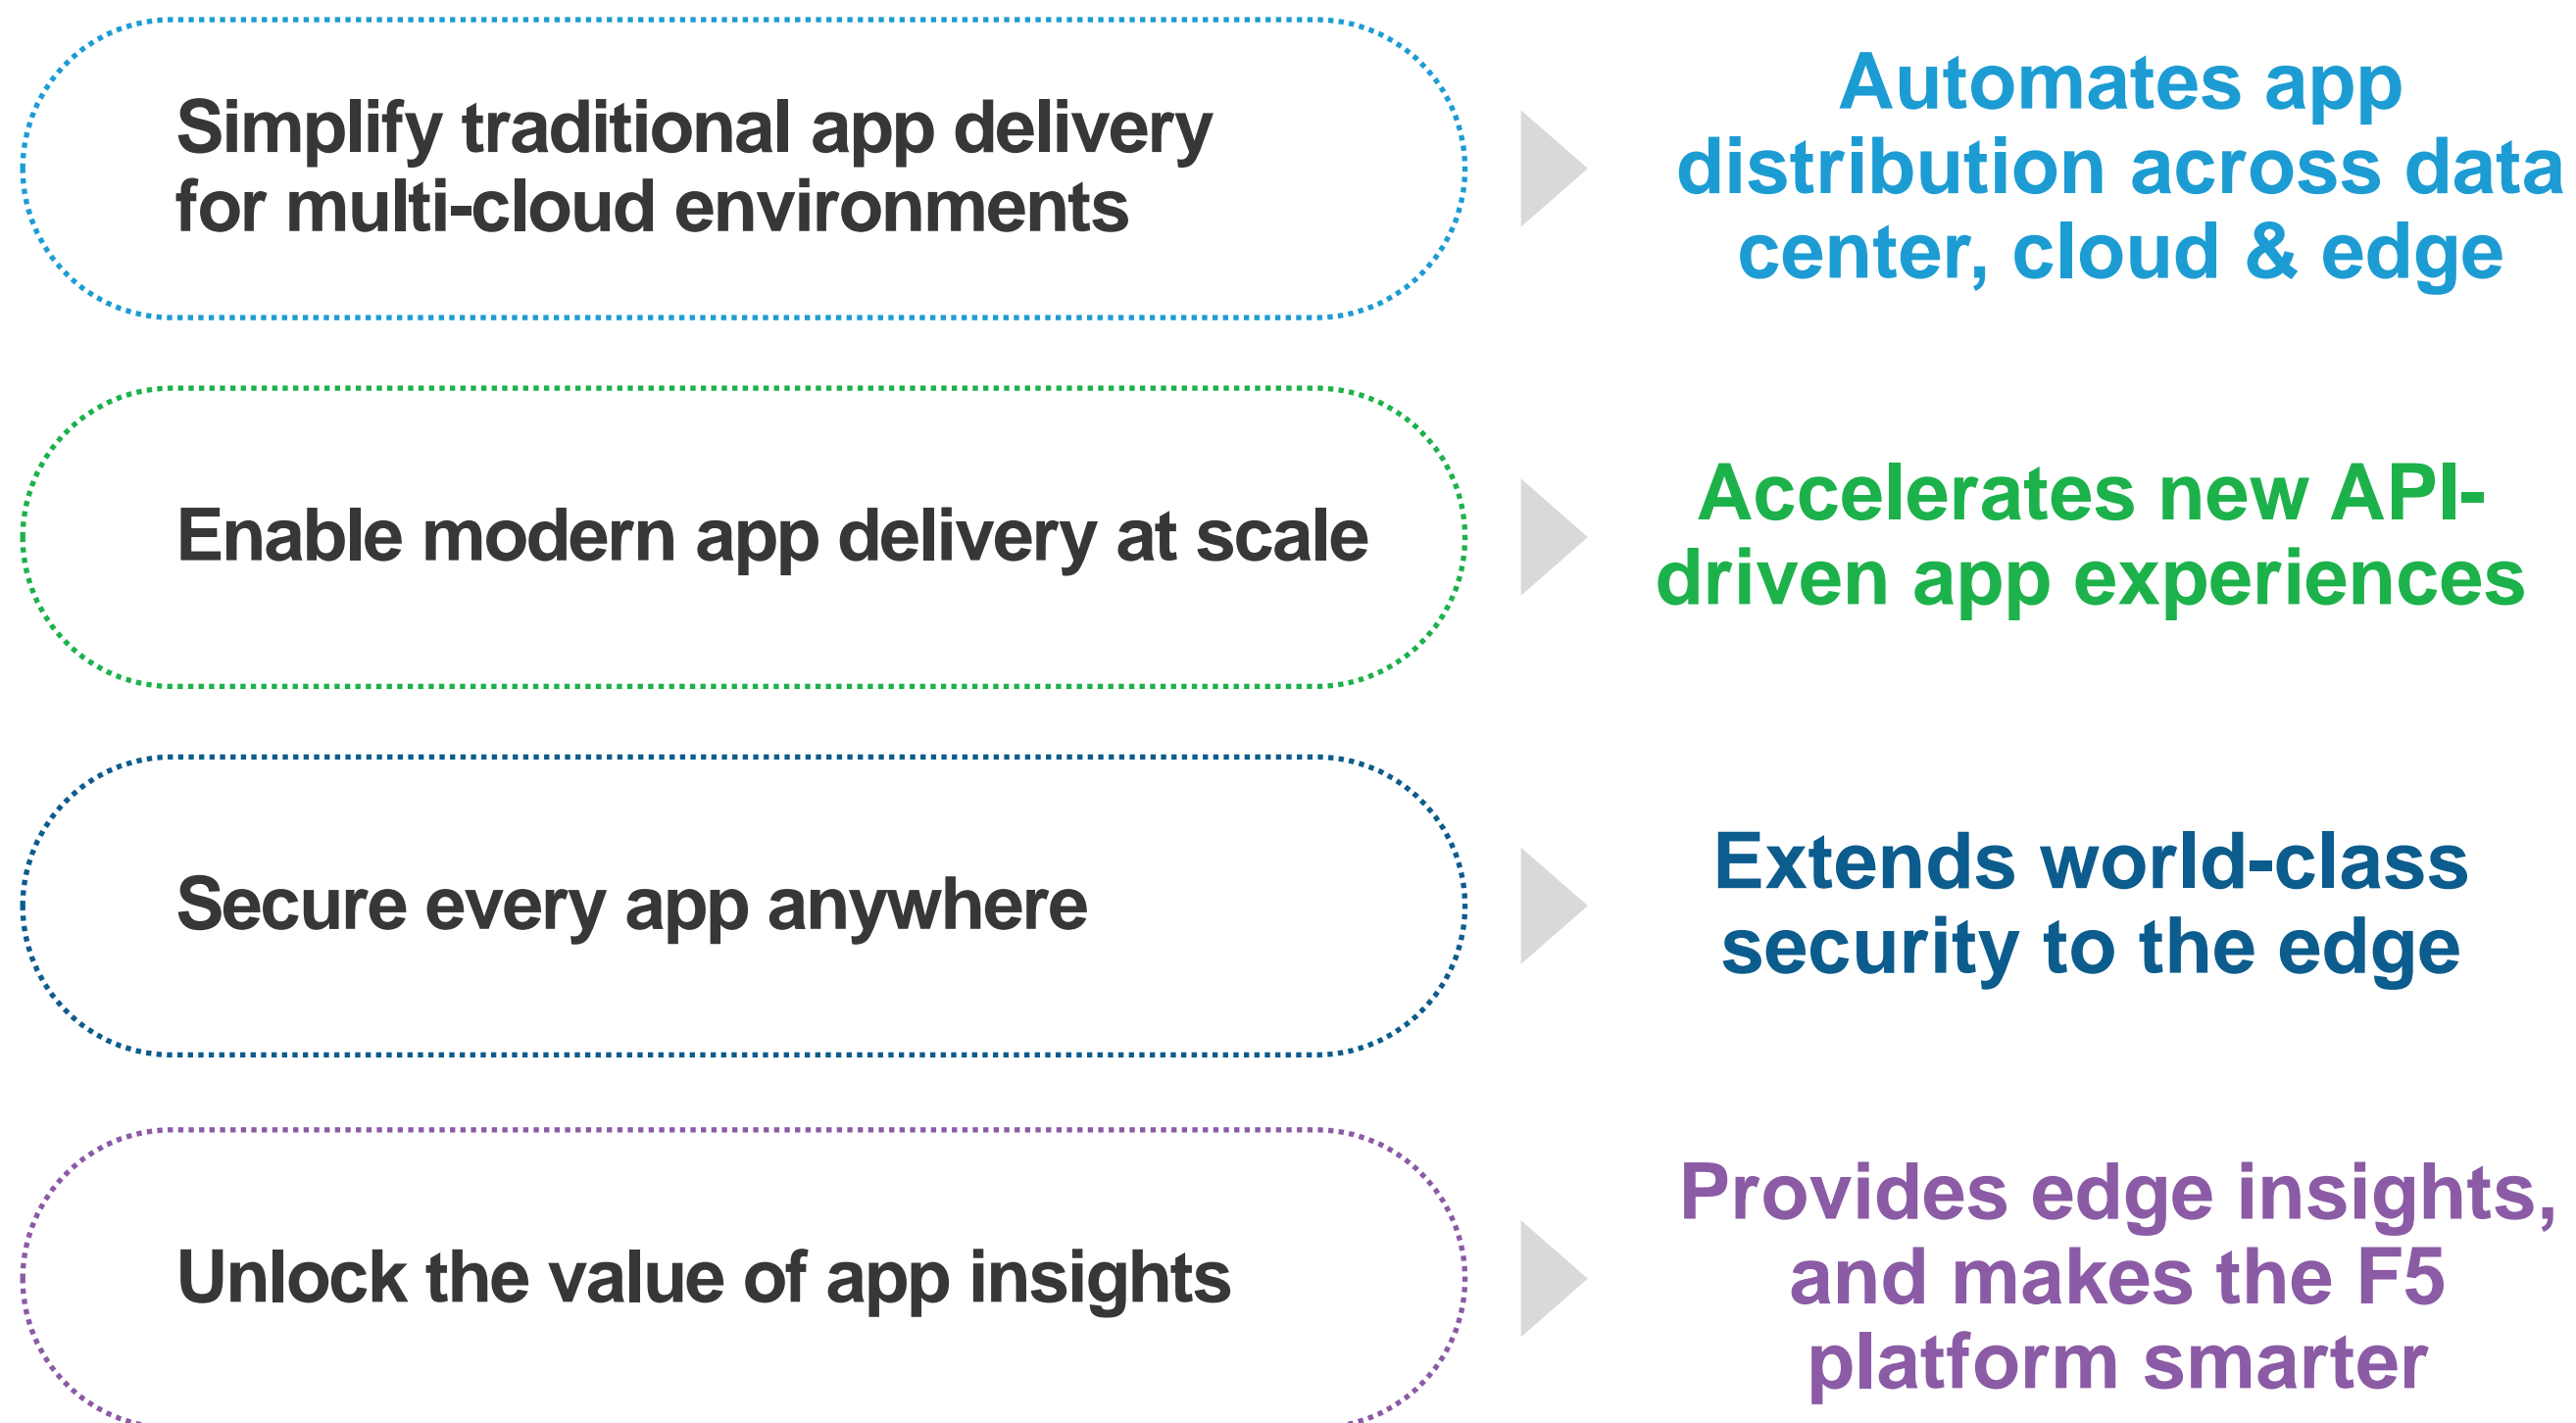 Simplify traditional app delivery
for multi-cloud environments
Automates app
distribution across data
center, cloud & edge
Enable modern app delivery at scale
Accelerates new API-
driven app experiences
Secure every app anywhere
Extends world-class
security to the edge
Unlock the value of app insights
Provides edge insights,
and makes the F5
platform smarter